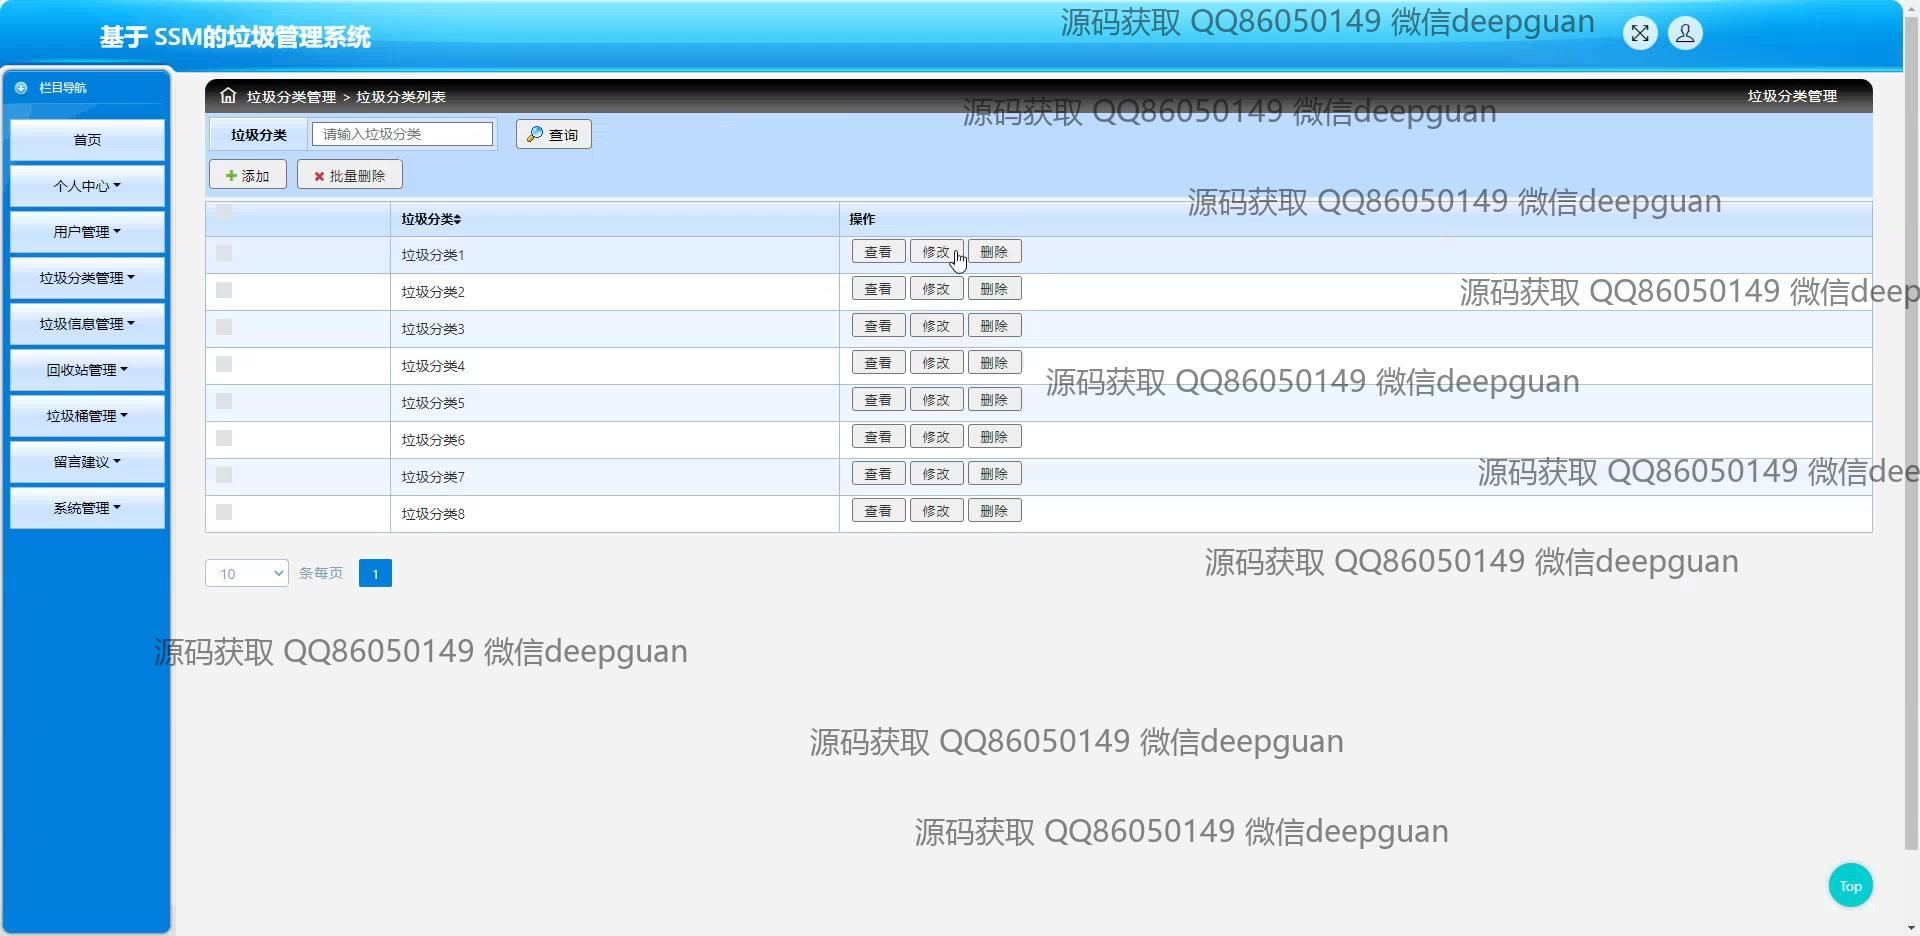 基于 SSM的垃圾管理系统
源码获取 QQ86050149 微信deepguan
栏目导航
首页
个人中心
用户管理
垃圾分类管理
垃圾信息管理
回收站管理
垃圾桶管理
留言建议
系统管理
垃圾分类管理 > 垃圾分类列表
垃圾分类管理
源码获取 QQ86050149 微信deepguan
垃圾分类 请输入垃圾分类 查询
添加 批量删除
源码获取 QQ86050149 微信deepguan
垃圾分类 操作
垃圾分类1 查看 修改 删除
垃圾分类2 查看 修改 删除
源码获取 QQ86050149 微信deep
垃圾分类3 查看 修改 删除
垃圾分类4 查看 修改 删除
源码获取 QQ86050149 微信deepguan
垃圾分类5 查看 修改 删除
垃圾分类6 查看 修改 删除
垃圾分类7 查看 修改 删除
源码获取 QQ86050149 微信dee
垃圾分类8 查看 修改 删除
源码获取 QQ86050149 微信deepguan
10 条每页 1
源码获取 QQ86050149 微信deepguan
源码获取 QQ86050149 微信deepguan
源码获取 QQ86050149 微信deepguan
Top